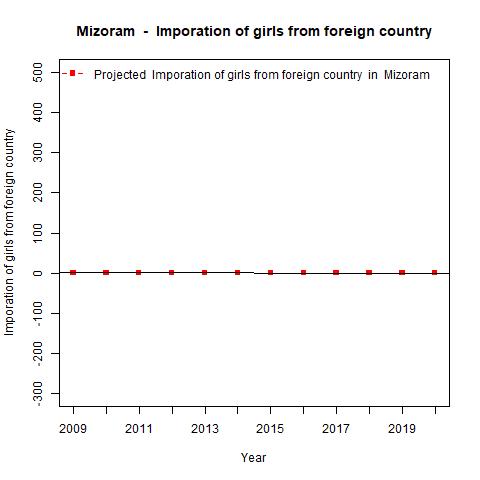 Mizoram - Imporation of girls from foreign country
Projected Imporation of girls from foreign country in Mizoram
Imporation of girls from foreign country
500
400
300
200
100
0
-100
-200
-300
2009 2011 2013 2015 2017 2019
Year